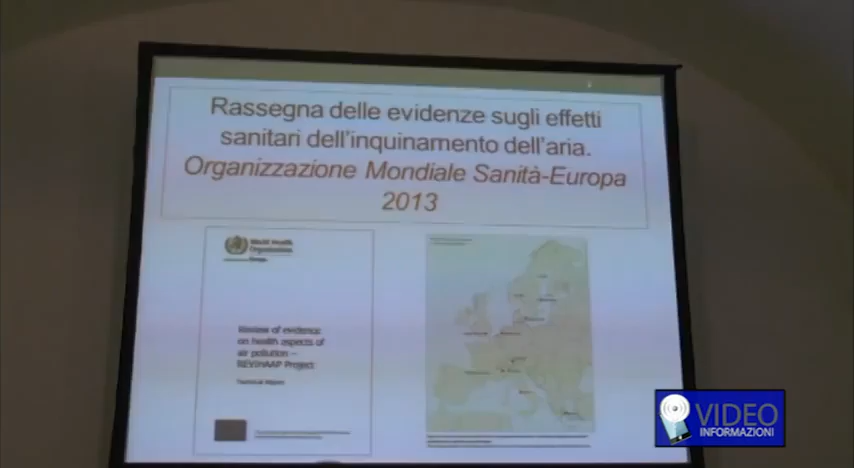 Rassegna delle evidenze sugli effetti
sanitari dell'inquinamento dell'aria.
Organizzazione Mondiale Sanità-Europa
2013
World Health
Organization
Europe
Review of evidence
on health aspects of
air pollution –
REVIHAAP Project
Technical Report
VIDEO
INFORMAZIONI